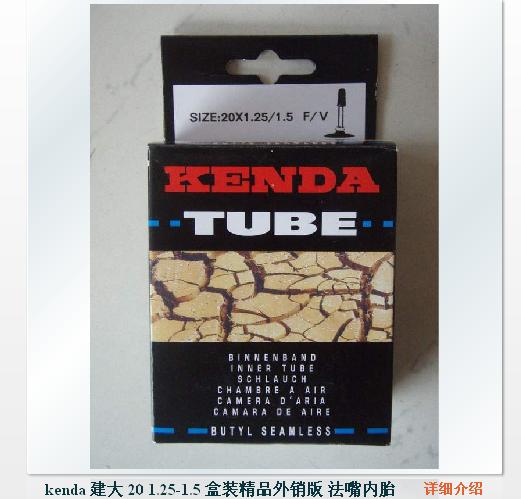 SIZE:20X1.25/1.5 F/V
KENDA
TUBE
BINNENBAND
INNER TUBE
SCHLAUCH
CHAMBRE A AIR
CAMERA D'ARIA
CAMARA DE AIRE
BUTYL SEAMLESS
kenda 建大 20 1.25-1.5 盒装精品外销版 法嘴内胎 详细介绍